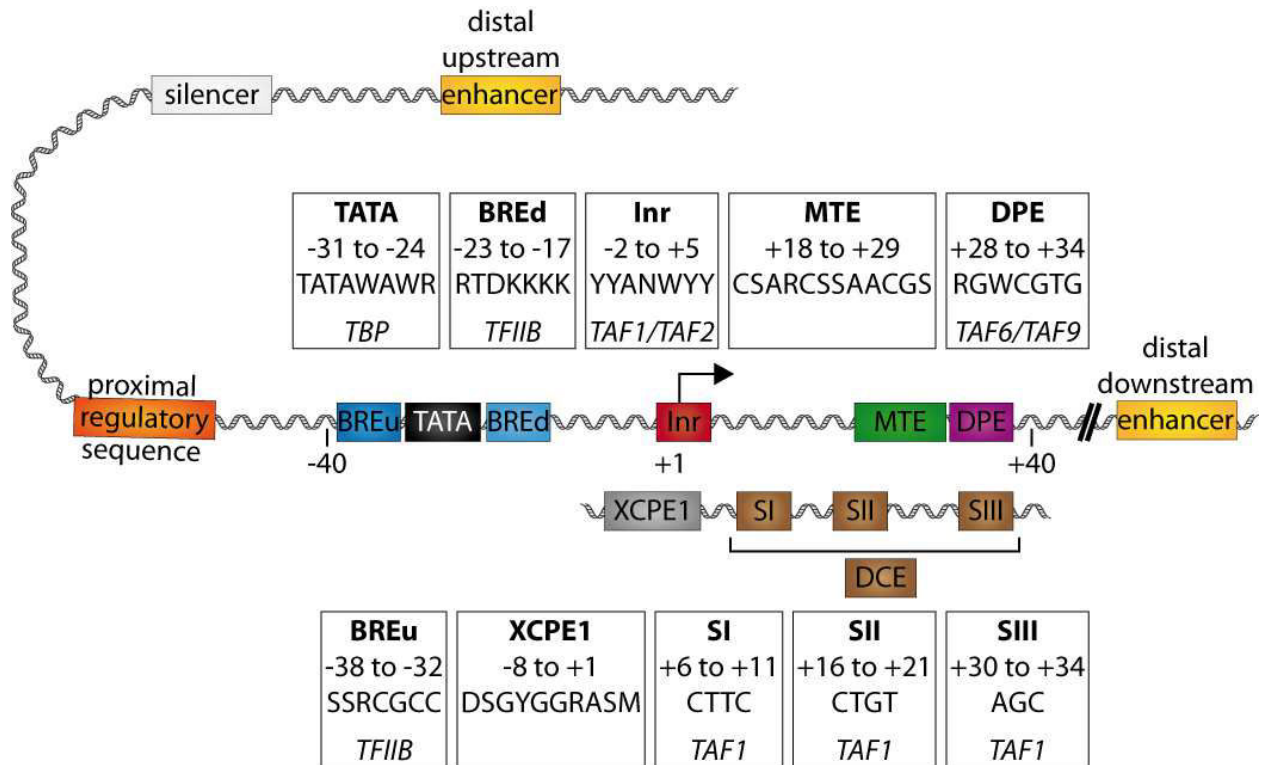 distal
upstream
silencer
enhancer
TATA
-31 to -24
TATAWAWR
TBP
BREd
-23 to -17
RTDKKKK
TFIIB
Inr
-2 to +5
YYANWYY
TAF1/TAF2
MTE
+18 to +29
CSARCSSAACGS
DPE
+28 to +34
RGWCGTG
TAF6/TAF9
proximal
regulatory
sequence
BREu
TATA
BREd
Inr
MTE
DPE
distal
downstream
enhancer
-40
+1
+40
XCPE1
SI
SII
SIII
DCE
BREu
-38 to -32
SSRCGCC
TFIIB
XCPE1
-8 to +1
DSGYGGRASM
SI
+6 to +11
CTTC
TAF1
SII
+16 to +21
CTGT
TAF1
SIII
+30 to +34
AGC
TAF1